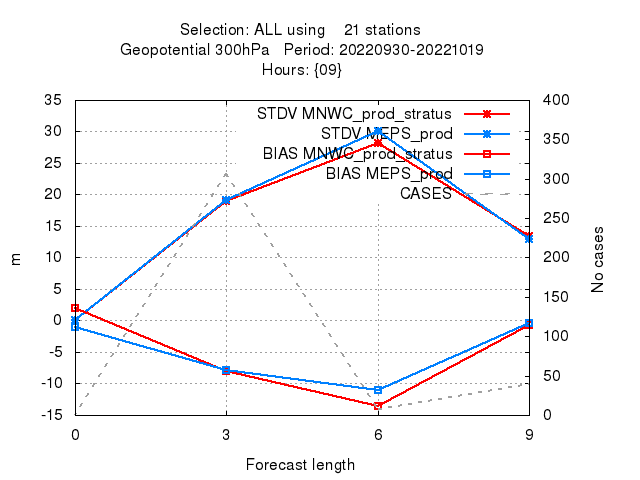 Selection: ALL using    21 stations
Geopotential 300hPa   Period: 20220930-20221019
Hours: {09}
35 400
30 350
25 300
20 250
15 200
10 150
5 100
0 50
-5 0
-10
-15
m
No cases
STDV MNWC_prod_stratus
STDV MEPS_prod
BIAS MNWC_prod_stratus
BIAS MEPS_prod
CASES
0 3 6 9
Forecast length